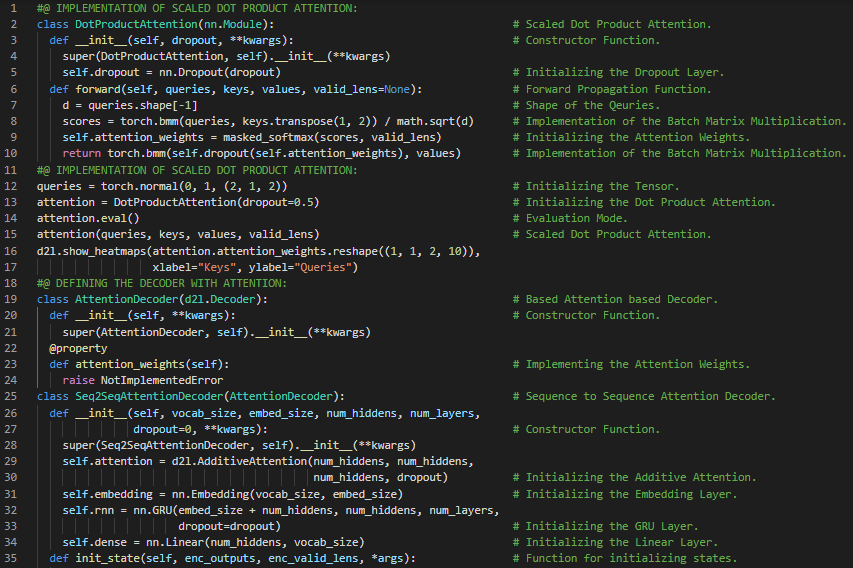 1 #@ IMPLEMENTATION OF SCALED DOT PRODUCT ATTENTION:
2 class DotProductAttention(nn.Module): # Scaled Dot Product Attention.
3 def __init__(self, dropout, **kwargs): # Constructor Function.
4 super(DotProductAttention, self).__init__(**kwargs)
5 self.dropout = nn.Dropout(dropout) # Initializing the Dropout Layer.
6 def forward(self, queries, keys, values, valid_lens=None): # Forward Propagation Function.
7 d = queries.shape[-1] # Shape of the Qeuries.
8 scores = torch.bmm(queries, keys.transpose(1, 2)) / math.sqrt(d) # Implementation of the Batch Matrix Multiplication.
9 self.attention_weights = masked_softmax(scores, valid_lens) # Initializing the Attention Weights.
10 return torch.bmm(self.dropout(self.attention_weights), values) # Implementation of the Batch Matrix Multiplication.
11 #@ IMPLEMENTATION OF SCALED DOT PRODUCT ATTENTION:
12 queries = torch.normal(0, 1, (2, 1, 2)) # Initializing the Tensor.
13 attention = DotProductAttention(dropout=0.5) # Initializing the Dot Product Attention.
14 attention.eval() # Evaluation Mode.
15 attention(queries, keys, values, valid_lens) # Scaled Dot Product Attention.
16 d2l.show_heatmaps(attention.attention_weights.reshape((1, 1, 2, 10)),
17 xlabel="Keys", ylabel="Queries")
18 #@ DEFINING THE DECODER WITH ATTENTION:
19 class AttentionDecoder(d2l.Decoder): # Based Attention based Decoder.
20 def __init__(self, **kwargs): # Constructor Function.
21 super(AttentionDecoder, self).__init__(**kwargs)
22 @property
23 def attention_weights(self): # Implementing the Attention Weights.
24 raise NotImplementedError
25 class Seq2SeqAttentionDecoder(AttentionDecoder): # Sequence to Sequence Attention Decoder.
26 def __init__(self, vocab_size, embed_size, num_hiddens, num_layers,
27 dropout=0, **kwargs): # Constructor Function.
28 super(Seq2SeqAttentionDecoder, self).__init__(**kwargs)
29 self.attention = d2l.AdditiveAttention(num_hiddens, num_hiddens,
30 num_hiddens, dropout) # Initializing the Additive Attention.
31 self.embedding = nn.Embedding(vocab_size, embed_size) # Initializing the Embedding Layer.
32 self.rnn = nn.GRU(embed_size + num_hiddens, num_hiddens, num_layers,
33 dropout=dropout) # Initializing the GRU Layer.
34 self.dense = nn.Linear(num_hiddens, vocab_size) # Initializing the Linear Layer.
35 def init_state(self, enc_outputs, enc_valid_lens, *args): # Function for initializing states.